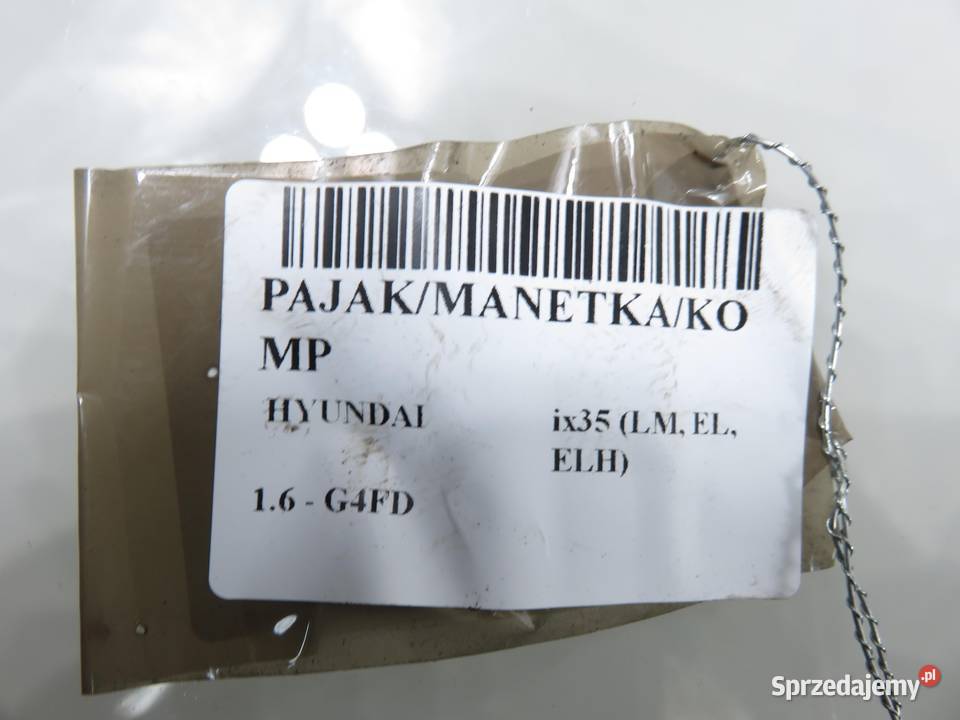 PAJAK/MANETKA/KO
MP
HYUNDAI
ix35 (LM, EL,
ELH)
1.6 - G4FD
Sprzedajemy.pl